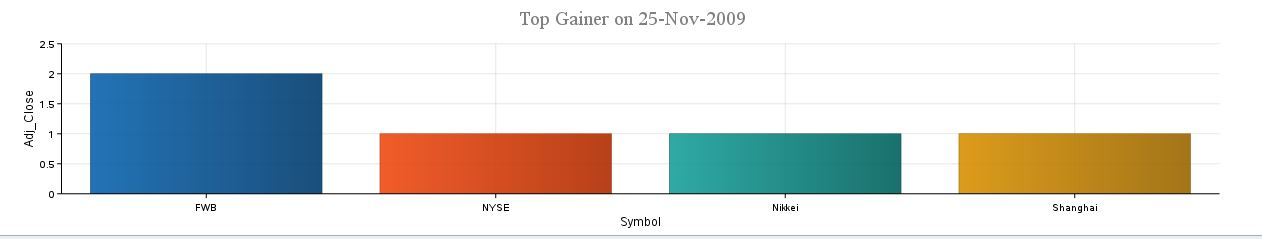 Top Gainer on 25-Nov-2009
2.5
2
1.5
1
0.5
0
Adj_Close
FWB NYSE Nikkei Shanghai
Symbol